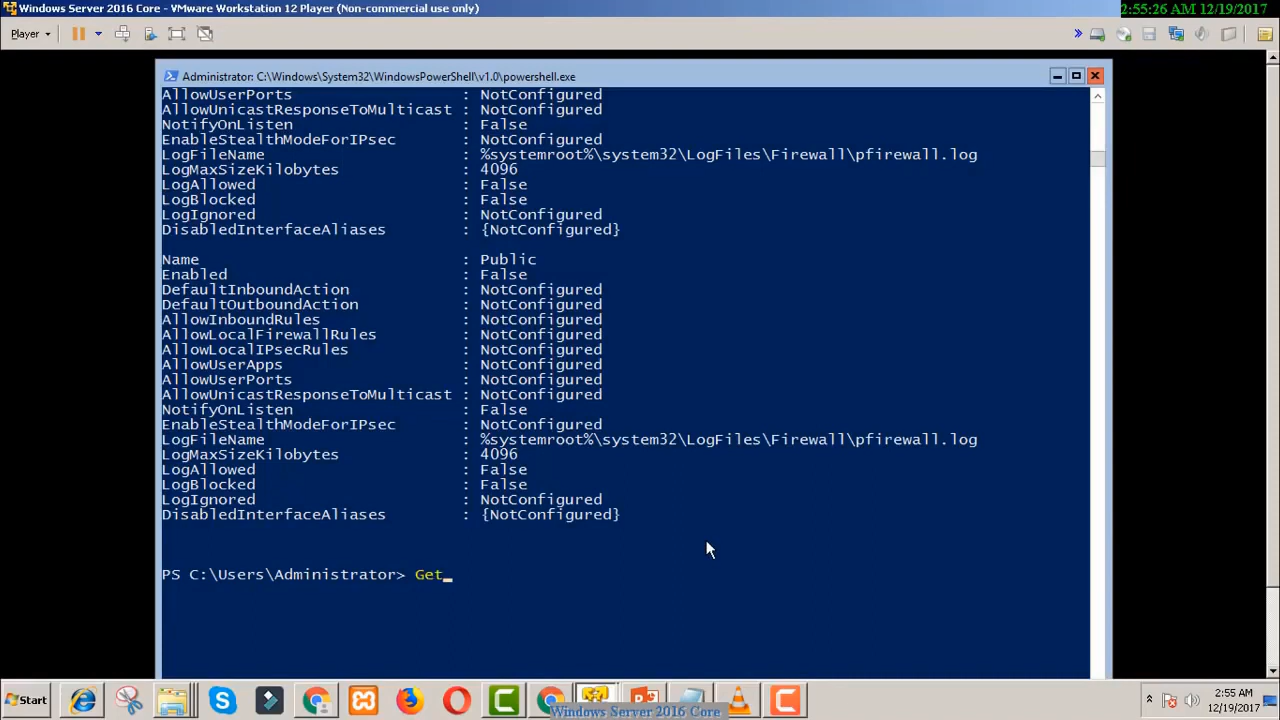 Windows Server 2016 Core - VMware Workstation 12 Player (Non-commercial use only)
2:55:26 AM 12/19/2017
Player
Administrator: C:\Windows\System32\WindowsPowerShell\v1.0\powershell.exe
AllowUserPorts : NotConfigured
AllowUnicastResponseToMulticast : NotConfigured
NotifyOnListen : False
EnableStealthModeForIPsec : NotConfigured
LogFileName : %systemroot%\system32\LogFiles\Firewall\pfirewall.log
LogMaxSizeKilobytes : 4096
LogAllowed : False
LogBlocked : False
LogIgnored : NotConfigured
DisabledInterfaceAliases : {NotConfigured}
Name : Public
Enabled : False
DefaultInboundAction : NotConfigured
DefaultOutboundAction : NotConfigured
AllowInboundRules : NotConfigured
AllowLocalFirewallRules : NotConfigured
AllowLocalIPsecRules : NotConfigured
AllowUserApps : NotConfigured
AllowUserPorts : NotConfigured
AllowUnicastResponseToMulticast : NotConfigured
NotifyOnListen : False
EnableStealthModeForIPsec : NotConfigured
LogFileName : %systemroot%\system32\LogFiles\Firewall\pfirewall.log
LogMaxSizeKilobytes : 4096
LogAllowed : False
LogBlocked : False
LogIgnored : NotConfigured
DisabledInterfaceAliases : {NotConfigured}
PS C:\Users\Administrator> Get_
Start
2:55 AM
12/19/2017
Windows Server 2016 Core